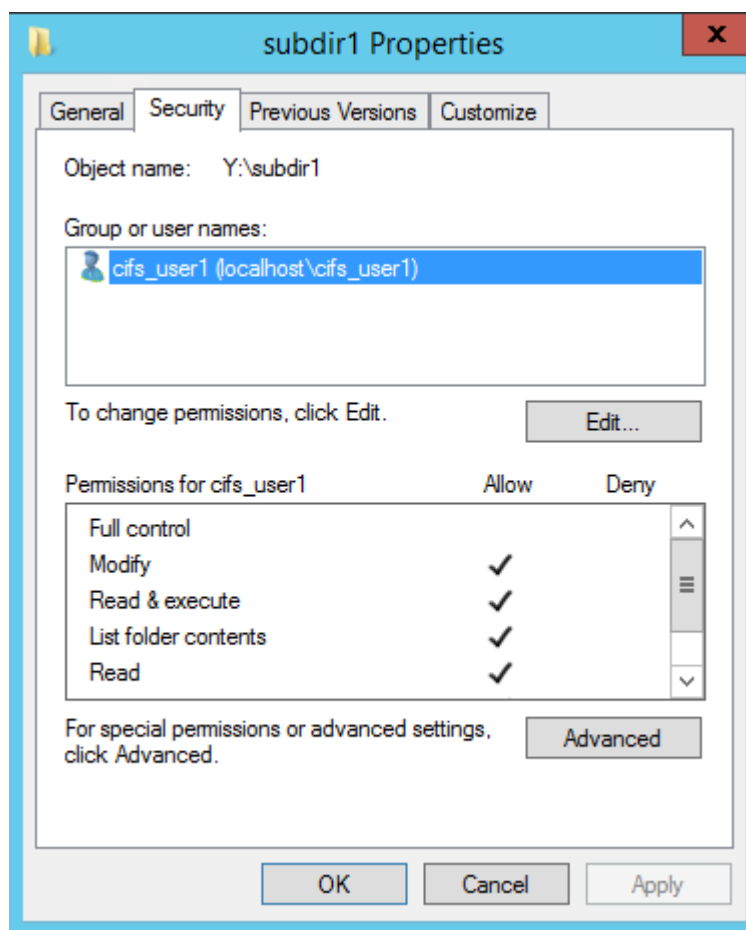 subdir1 Properties
x
General Security Previous Versions Customize
Object name: Y:\subdir1
Group or user names:
cifs_user1 (localhost\cifs_user1)
To change permissions, click Edit.
Edit...
Permissions for cifs_user1 Allow Deny
Full control
Modify
Read & execute
List folder contents
Read
For special permissions or advanced settings,
click Advanced.
Advanced
OK Cancel Apply